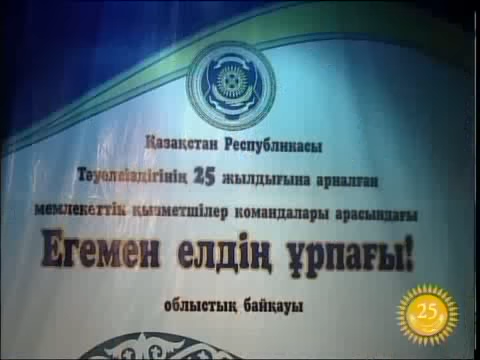 Қазақстан Республикасы
Тәуелсіздігінің 25 жылдығына арналған
мемлекеттік қызметшілер командалары арасындағы
Егемен елдің ұрпағы!
облыстық байқауы
25